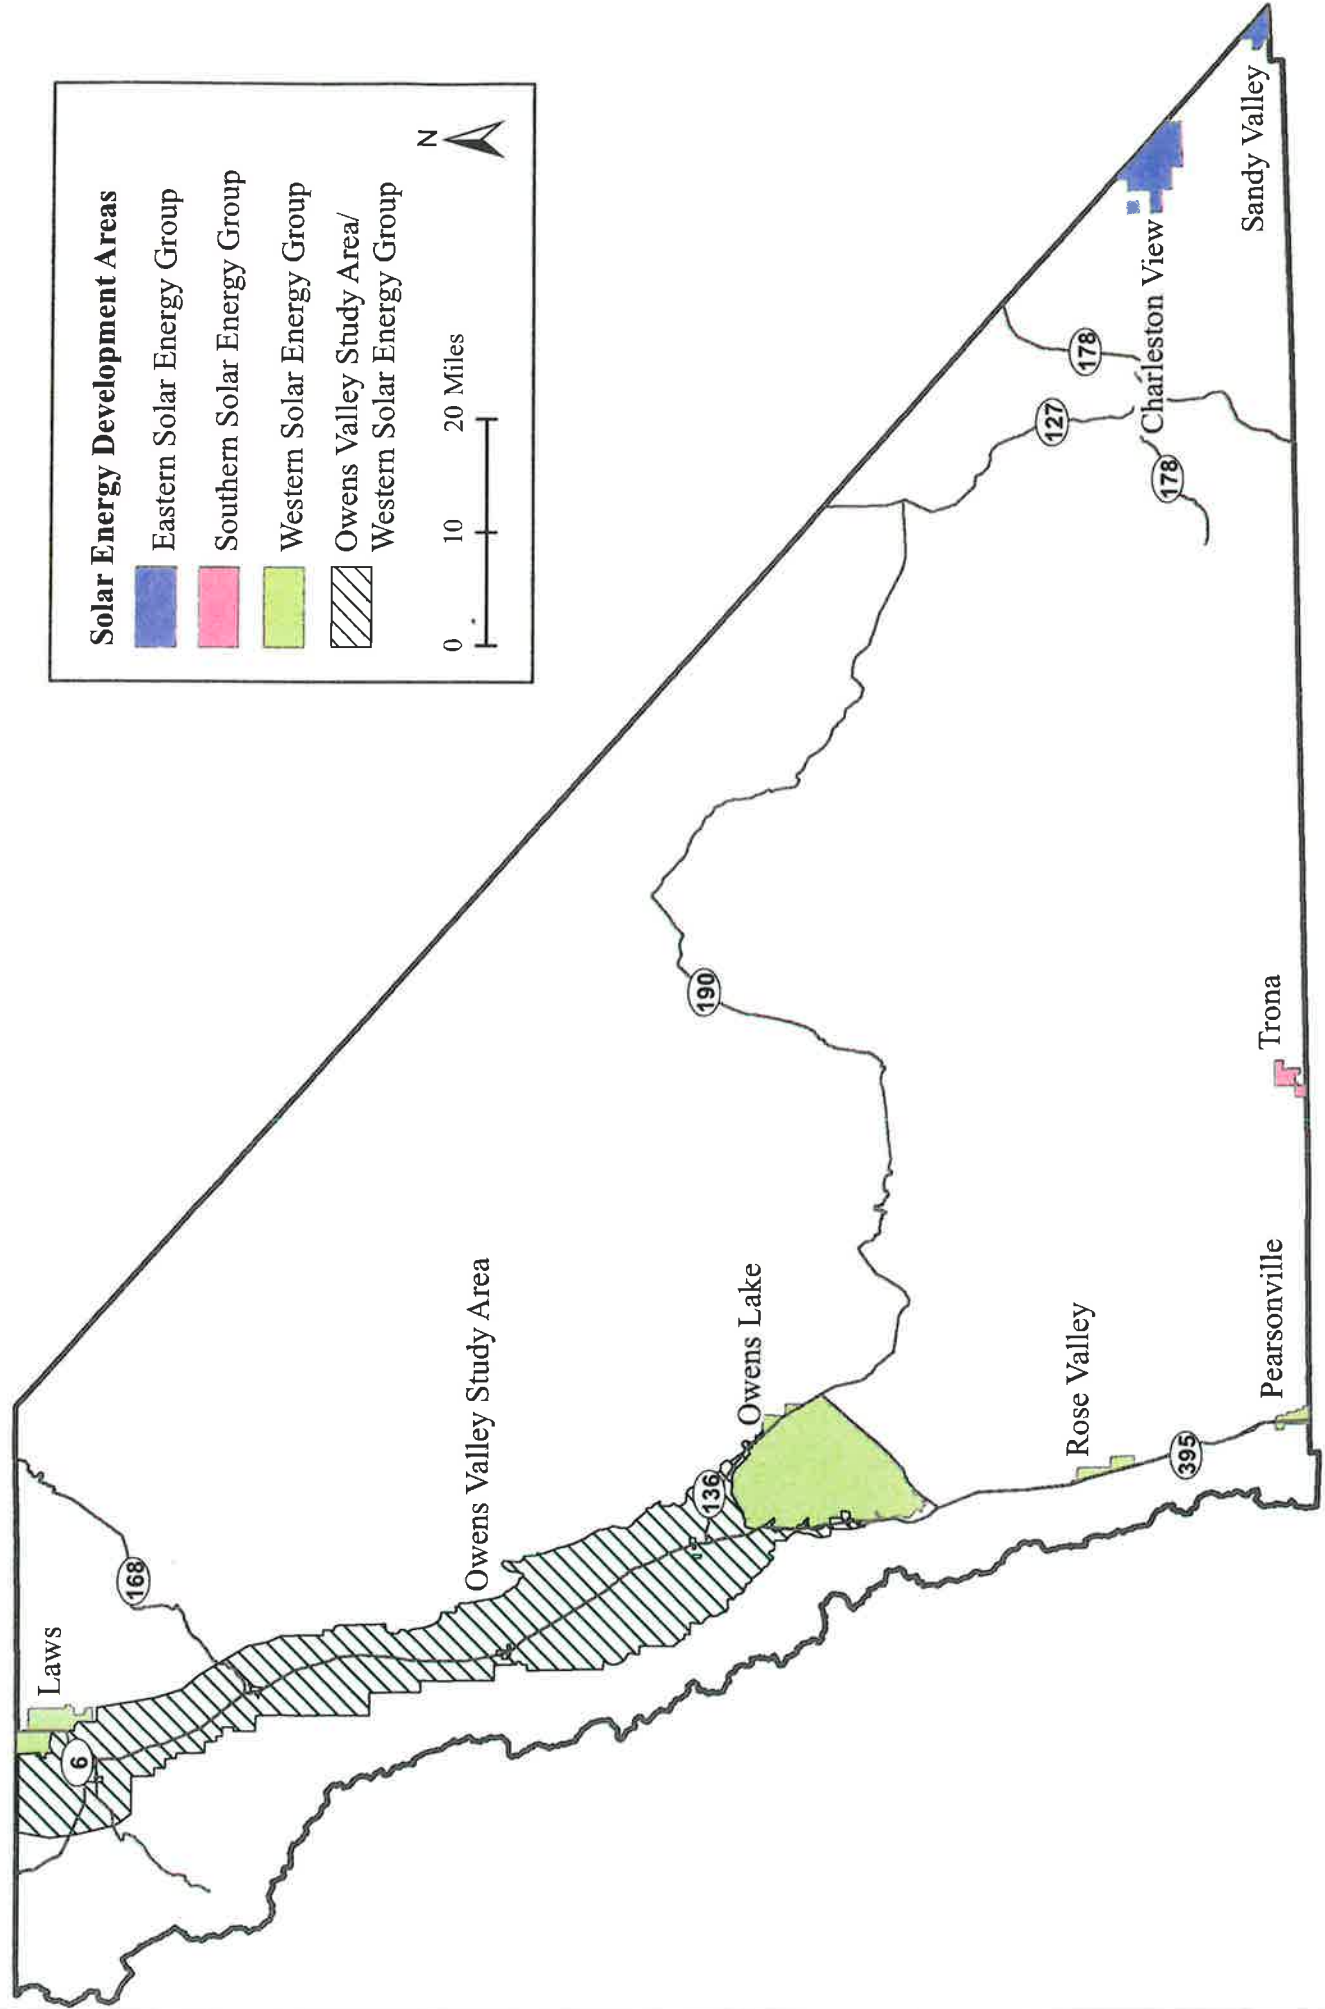 Solar Energy Development Areas
Eastern Solar Energy Group
Southern Solar Energy Group
Western Solar Energy Group
Owens Valley Study Area/
Western Solar Energy Group
0 10 20 Miles
N
Laws
6
168
Owens Valley Study Area
136
Owens Lake
190
Rose Valley
395
Pearsonville
Trona
127
178
178
Charleston View
Sandy Valley